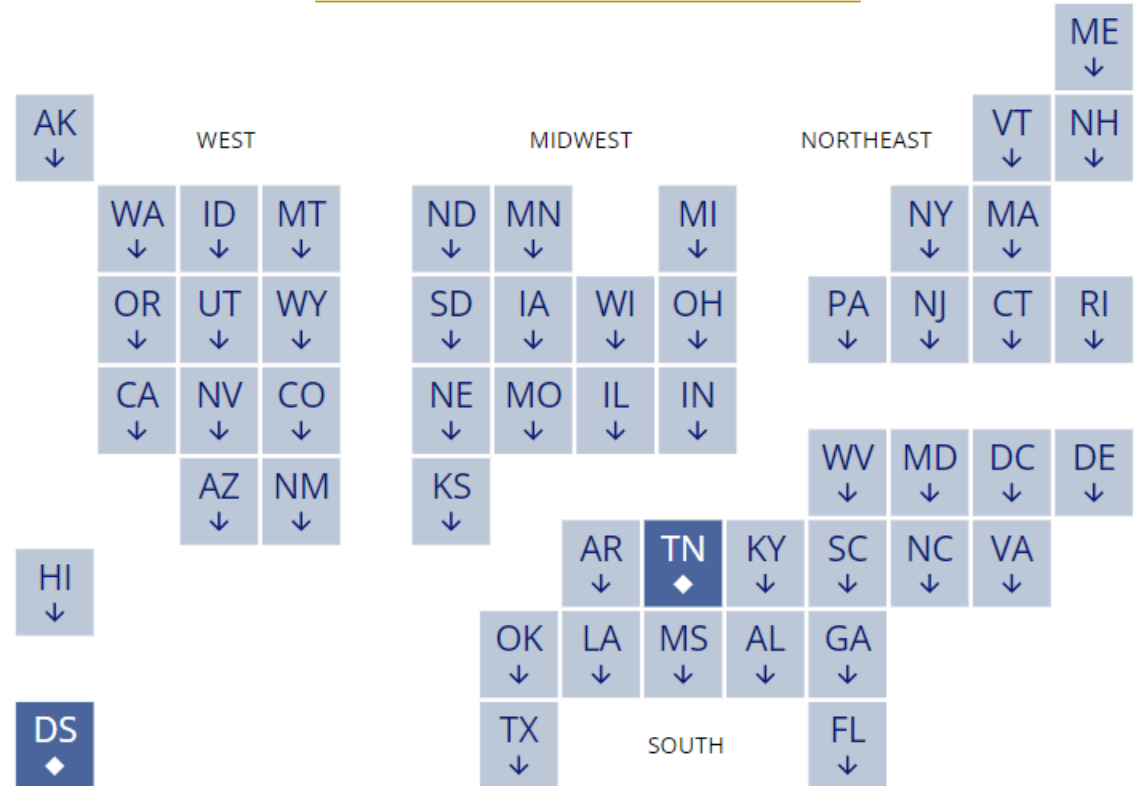 ME
↓
AK VT NH
↓ ↓ ↓
WEST MIDWEST NORTHEAST
WA ID MT ND MN MI NY MA
↓ ↓ ↓ ↓ ↓ ↓ ↓ ↓
OR UT WY SD IA WI OH PA NJ CT RI
↓ ↓ ↓ ↓ ↓ ↓ ↓ ↓ ↓ ↓ ↓
CA NV CO NE MO IL IN
↓ ↓ ↓ ↓ ↓ ↓ ↓
WV MD DC DE
↓ ↓ ↓ ↓
AZ NM KS
↓ ↓ ↓
AR TN KY SC NC VA
↓ ◆ ↓ ↓ ↓ ↓
HI
↓
OK LA MS AL GA
↓ ↓ ↓ ↓ ↓
DS TX FL
◆ ↓ ↓
SOUTH